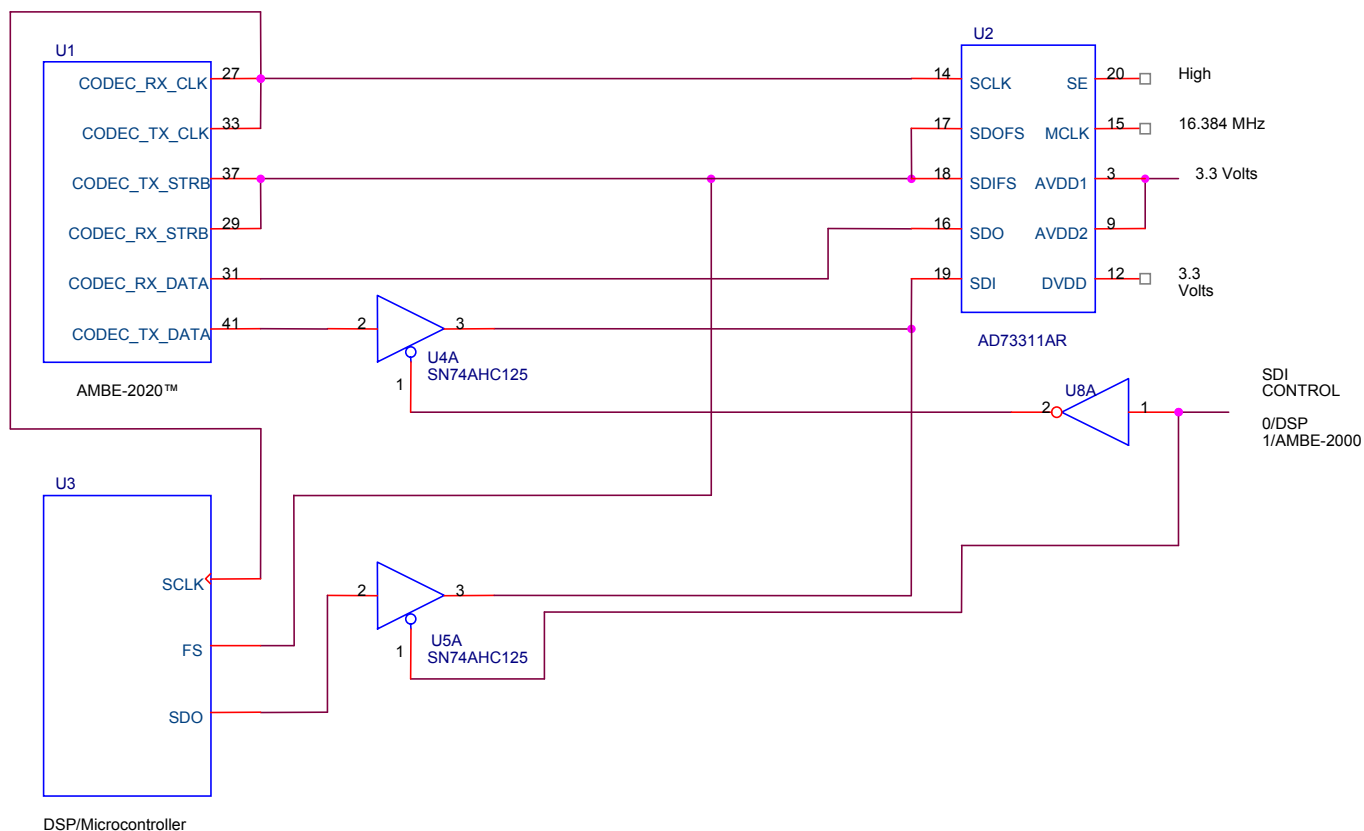 U1
CODEC_RX_CLK 27
CODEC_TX_CLK 33
CODEC_TX_STRB 37
CODEC_RX_STRB 29
CODEC_RX_DATA 31
CODEC_TX_DATA 41
AMBE-2020™
U2
14 SCLK SE 20 High
17 SDOFS MCLK 15 16.384 MHz
18 SDIFS AVDD1 3 3.3 Volts
16 SDO AVDD2 9
19 SDI DVDD 12 3.3
Volts
AD73311AR
2 3
U4A
SN74AHC125
1
U8A
2 1
SDI
CONTROL
0/DSP
1/AMBE-2000
U3
SCLK
FS
SDO
DSP/Microcontroller
2 3
U5A
SN74AHC125
1